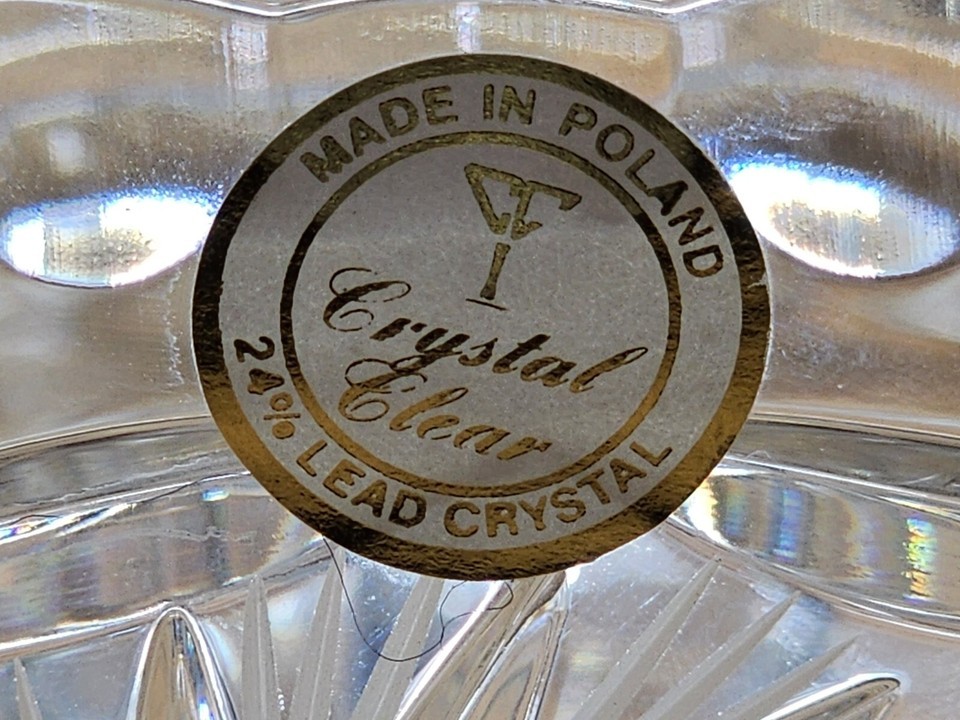 MADE IN POLAND
Crystal
Clear
24% LEAD CRYSTAL